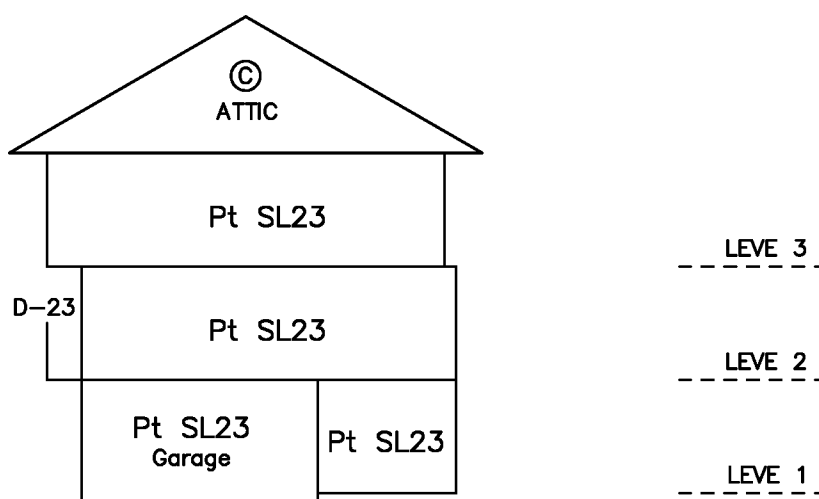 ©
ATTIC
Pt SL23
LEVE 3
D-23
Pt SL23
LEVE 2
Pt SL23
Garage
Pt SL23
LEVE 1